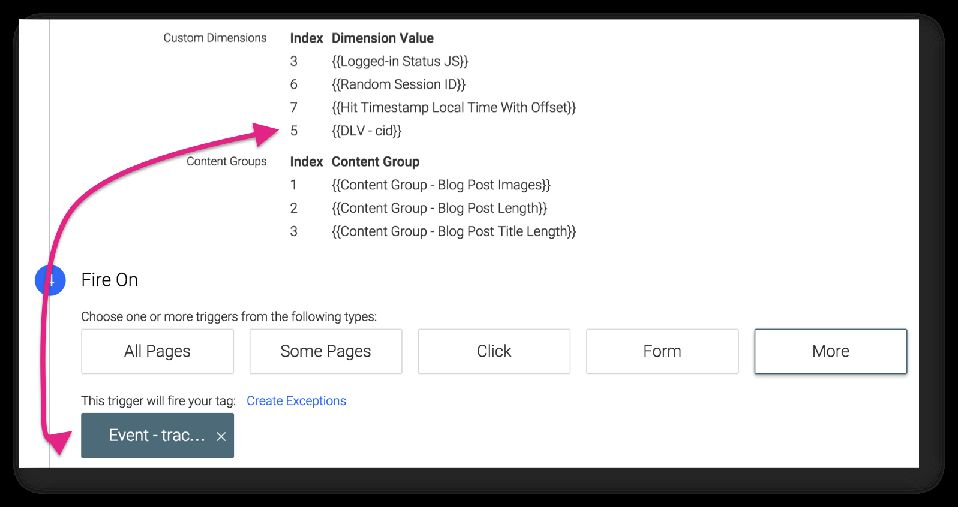 Custom Dimensions Index Dimension Value
3 {{Logged-in Status JS}}
6 {{Random Session ID}}
7 {{Hit Timestamp Local Time With Offset}}
5 {{DLV - cid}}
Content Groups Index Content Group
1 {{Content Group - Blog Post Images}}
2 {{Content Group - Blog Post Length}}
3 {{Content Group - Blog Post Title Length}}
4 Fire On
Choose one or more triggers from the following types:
All Pages Some Pages Click Form More
This trigger will fire your tag: Create Exceptions
Event - trac... ×